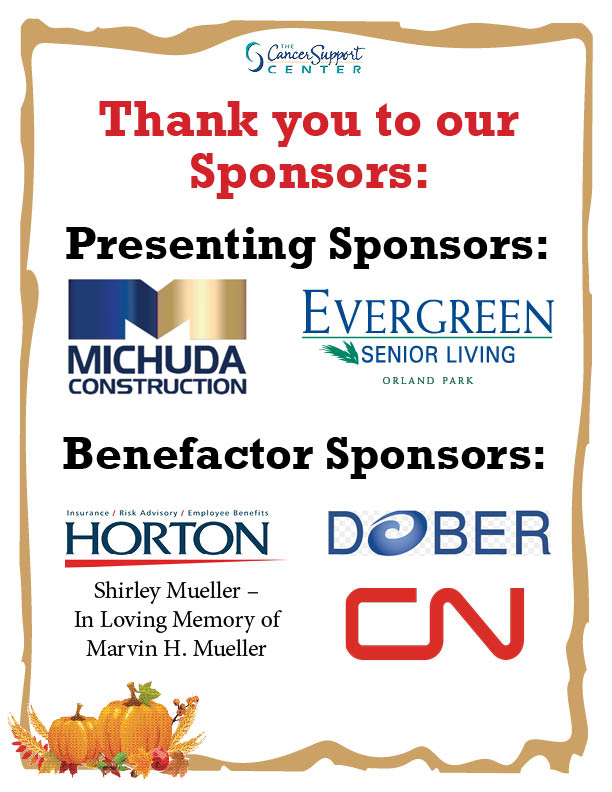 THE
Cancer Support
CENTER
Thank you to our
Sponsors:
Presenting Sponsors:
MICHUDA
CONSTRUCTION
EVERGREEN
SENIOR LIVING
ORLAND PARK
Benefactor Sponsors:
Insurance / Risk Advisory / Employee Benefits
HORTON
DOBER
Shirley Mueller –
In Loving Memory of
Marvin H. Mueller
CN